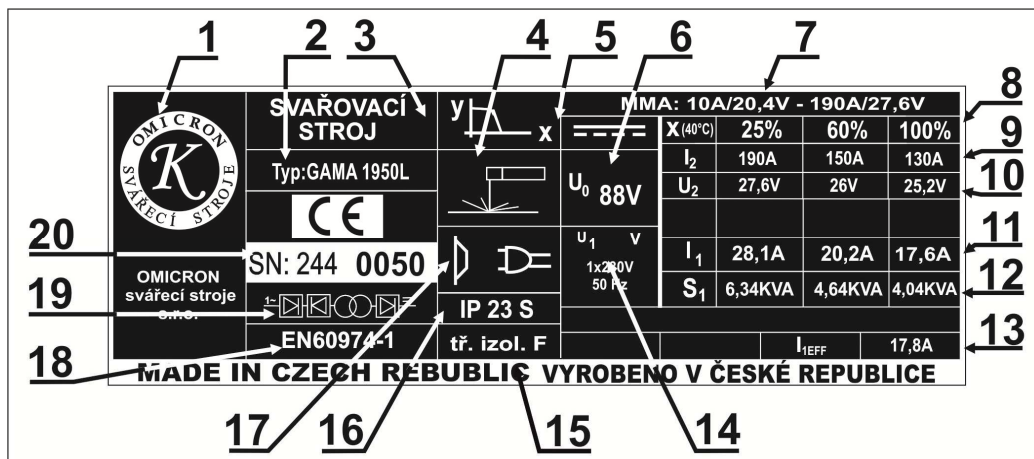 1 2 3 4 5 6 7 8 9 10 11 12 13
OMICRON
K
SVÁŘECÍ STROJE
OMICRON
svářecí stroje
s.r.o.
SVAŘOVACÍ
STROJ
Typ:GAMA 1950L
CE
SN: 244 0050
1~
EN60974-1
y x
IP 23 S
tř. izol. F
U0 88V
U1 V
1x230V
50 Hz
MMA: 10A/20,4V - 190A/27,6V
X (40°C) 25% 60% 100%
I2 190A 150A 130A
U2 27,6V 26V 25,2V
I1 28,1A 20,2A 17,6A
S1 6,34KVA 4,64KVA 4,04KVA
I1EFF 17,8A
MADE IN CZECH REBUBLIC VYROBENO V ČESKÉ REPUBLICE
20 19 18 17 16 15 14